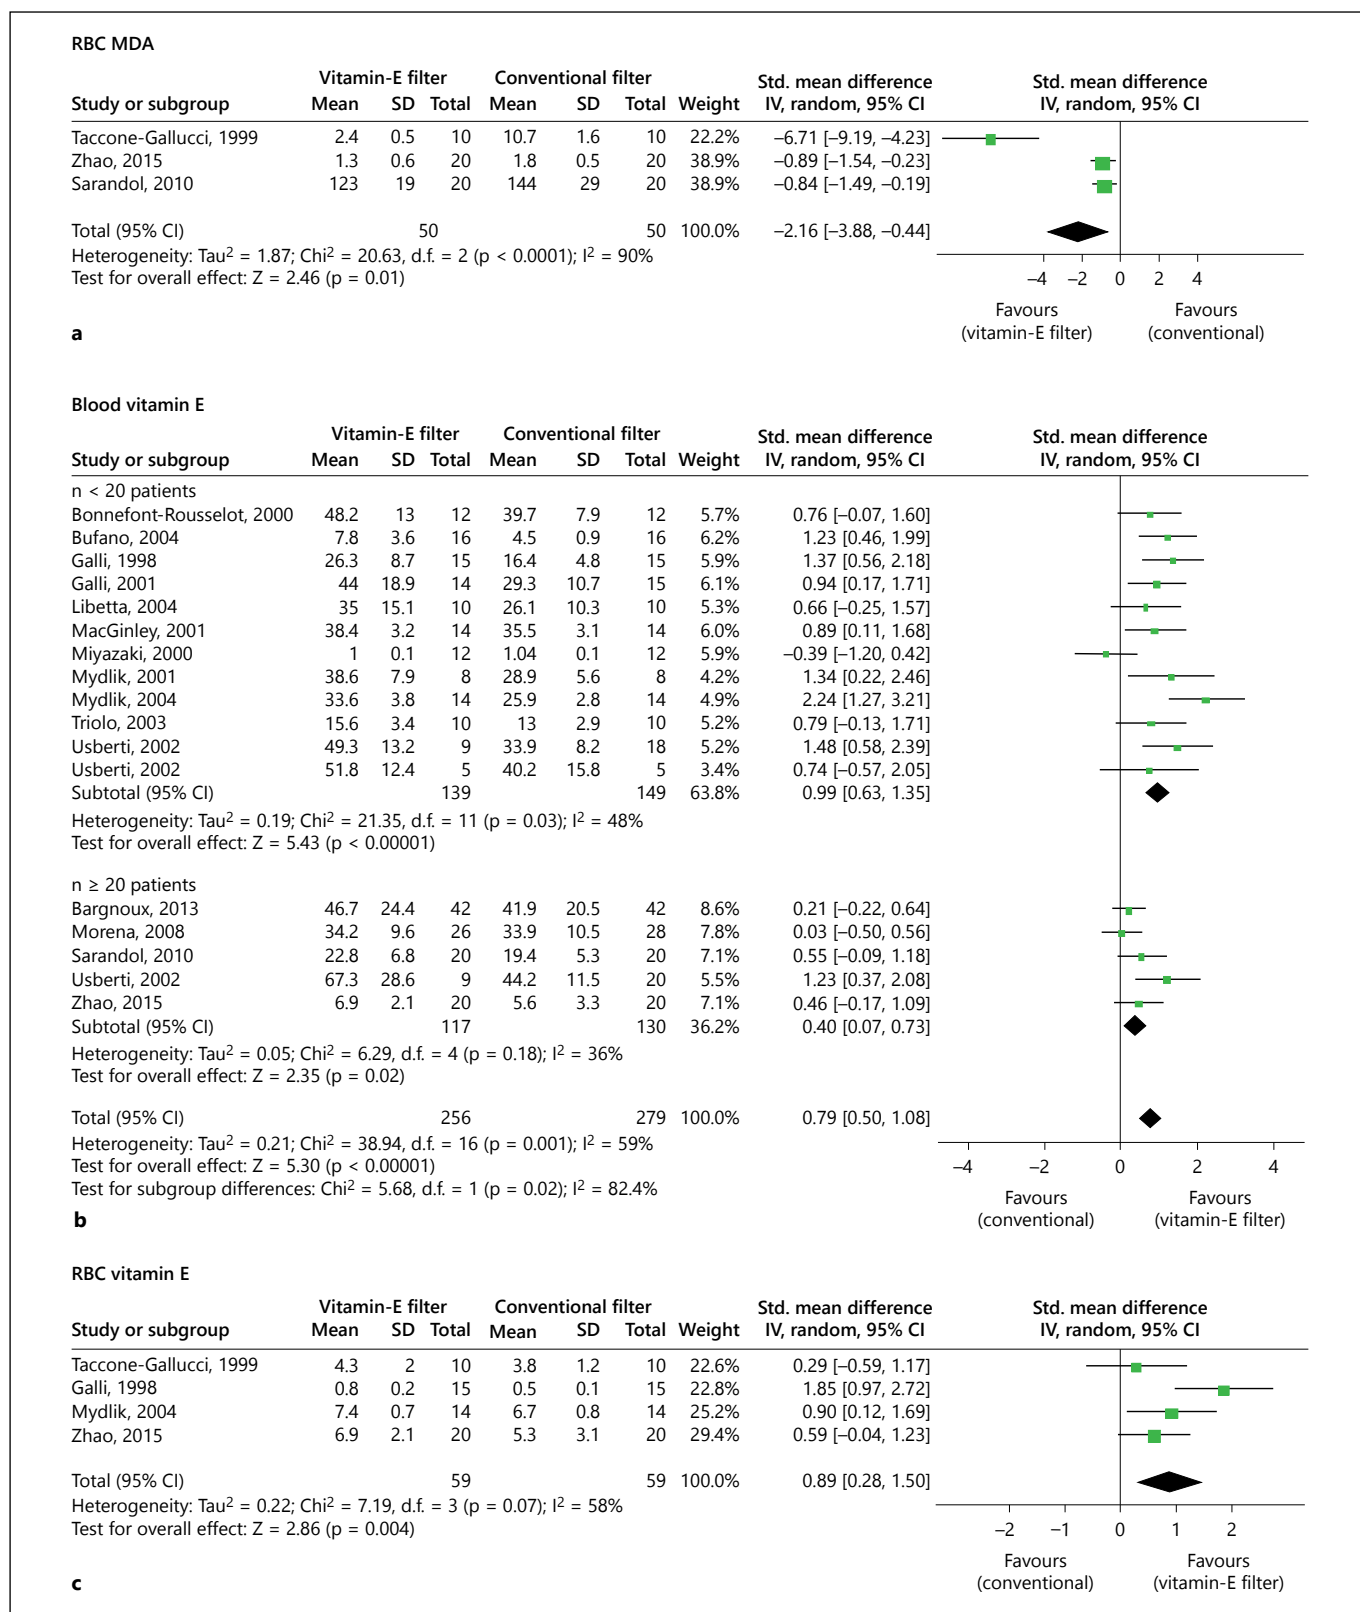 RBC MDA
Vitamin-E filter Conventional filter Std. mean difference Std. mean difference
Study or subgroup Mean SD Total Mean SD Total Weight IV, random, 95% CI IV, random, 95% CI
Taccone-Gallucci, 1999 2.4 0.5 10 10.7 1.6 10 22.2% –6.71 [–9.19, –4.23]
Zhao, 2015 1.3 0.6 20 1.8 0.5 20 38.9% –0.89 [–1.54, –0.23]
Sarandol, 2010 123 19 20 144 29 20 38.9% –0.84 [–1.49, –0.19]
Total (95% CI) 50 50 100.0% –2.16 [–3.88, –0.44]
Heterogeneity: Tau² = 1.87; Chi² = 20.63, d.f. = 2 (p < 0.0001); I² = 90%
Test for overall effect: Z = 2.46 (p = 0.01)
–4 –2 0 2 4
Favours Favours
(vitamin-E filter) (conventional)
a
Blood vitamin E
Vitamin-E filter Conventional filter Std. mean difference Std. mean difference
Study or subgroup Mean SD Total Mean SD Total Weight IV, random, 95% CI IV, random, 95% CI
n < 20 patients
Bonnefont-Rousselot, 2000 48.2 13 12 39.7 7.9 12 5.7% 0.76 [–0.07, 1.60]
Bufano, 2004 7.8 3.6 16 4.5 0.9 16 6.2% 1.23 [0.46, 1.99]
Galli, 1998 26.3 8.7 15 16.4 4.8 15 5.9% 1.37 [0.56, 2.18]
Galli, 2001 44 18.9 14 29.3 10.7 15 6.1% 0.94 [0.17, 1.71]
Libetta, 2004 35 15.1 10 26.1 10.3 10 5.3% 0.66 [–0.25, 1.57]
MacGinley, 2001 38.4 3.2 14 35.5 3.1 14 6.0% 0.89 [0.11, 1.68]
Miyazaki, 2000 1 0.1 12 1.04 0.1 12 5.9% –0.39 [–1.20, 0.42]
Mydlik, 2001 38.6 7.9 8 28.9 5.6 8 4.2% 1.34 [0.22, 2.46]
Mydlik, 2004 33.6 3.8 14 25.9 2.8 14 4.9% 2.24 [1.27, 3.21]
Triolo, 2003 15.6 3.4 10 13 2.9 10 5.2% 0.79 [–0.13, 1.71]
Usberti, 2002 49.3 13.2 9 33.9 8.2 18 5.2% 1.48 [0.58, 2.39]
Usberti, 2002 51.8 12.4 5 40.2 15.8 5 3.4% 0.74 [–0.57, 2.05]
Subtotal (95% CI) 139 149 63.8% 0.99 [0.63, 1.35]
Heterogeneity: Tau² = 0.19; Chi² = 21.35, d.f. = 11 (p = 0.03); I² = 48%
Test for overall effect: Z = 5.43 (p < 0.00001)
n ≥ 20 patients
Bargnoux, 2013 46.7 24.4 42 41.9 20.5 42 8.6% 0.21 [–0.22, 0.64]
Morena, 2008 34.2 9.6 26 33.9 10.5 28 7.8% 0.03 [–0.50, 0.56]
Sarandol, 2010 22.8 6.8 20 19.4 5.3 20 7.1% 0.55 [–0.09, 1.18]
Usberti, 2002 67.3 28.6 9 44.2 11.5 20 5.5% 1.23 [0.37, 2.08]
Zhao, 2015 6.9 2.1 20 5.6 3.3 20 7.1% 0.46 [–0.17, 1.09]
Subtotal (95% CI) 117 130 36.2% 0.40 [0.07, 0.73]
Heterogeneity: Tau² = 0.05; Chi² = 6.29, d.f. = 4 (p = 0.18); I² = 36%
Test for overall effect: Z = 2.35 (p = 0.02)
Total (95% CI) 256 279 100.0% 0.79 [0.50, 1.08]
Heterogeneity: Tau² = 0.21; Chi² = 38.94, d.f. = 16 (p = 0.001); I² = 59%
Test for overall effect: Z = 5.30 (p < 0.00001)
Test for subgroup differences: Chi² = 5.68, d.f. = 1 (p = 0.02); I² = 82.4%
–4 –2 0 2 4
Favours Favours
(conventional) (vitamin-E filter)
b
RBC vitamin E
Vitamin-E filter Conventional filter Std. mean difference Std. mean difference
Study or subgroup Mean SD Total Mean SD Total Weight IV, random, 95% CI IV, random, 95% CI
Taccone-Gallucci, 1999 4.3 2 10 3.8 1.2 10 22.6% 0.29 [–0.59, 1.17]
Galli, 1998 0.8 0.2 15 0.5 0.1 15 22.8% 1.85 [0.97, 2.72]
Mydlik, 2004 7.4 0.7 14 6.7 0.8 14 25.2% 0.90 [0.12, 1.69]
Zhao, 2015 6.9 2.1 20 5.3 3.1 20 29.4% 0.59 [–0.04, 1.23]
Total (95% CI) 59 59 100.0% 0.89 [0.28, 1.50]
Heterogeneity: Tau² = 0.22; Chi² = 7.19, d.f. = 3 (p = 0.07); I² = 58%
Test for overall effect: Z = 2.86 (p = 0.004)
–2 –1 0 1 2
Favours Favours
(conventional) (vitamin-E filter)
c